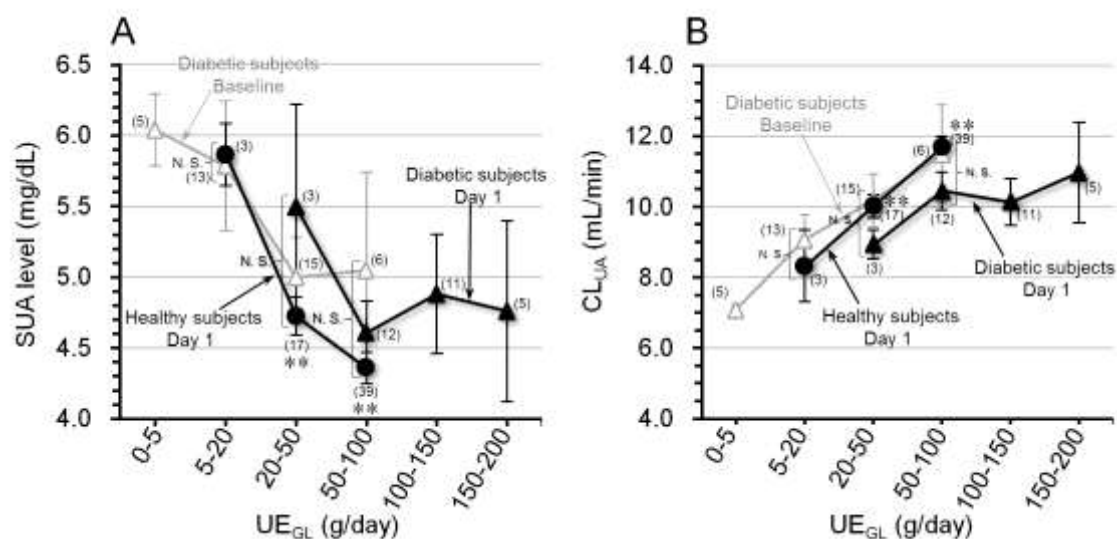 A
SUA level (mg/dL)
6.5
6.0
5.5
5.0
4.5
4.0
Diabetic subjects
Baseline
(5)
(3)
N. S.
(13)
(3)
Diabetic subjects
Day 1
(15)
(6)
N. S.
(11)
Healthy subjects
Day 1
N. S.
(5)
(12)
(17)
**
(39)
**
0-5
5-20
20-50
50-100
100-150
150-200
UEGL (g/day)
B
CLUA (mL/min)
14.0
12.0
10.0
8.0
6.0
4.0
Diabetic subjects
Baseline
**
(39)
(6)
N. S.
(15)
**
(17)
(5)
(13)
N. S.
(12)
(11)
N. S.
(3)
(3)
(5)
Diabetic subjects
Day 1
Healthy subjects
Day 1
0-5
5-20
20-50
50-100
100-150
150-200
UEGL (g/day)